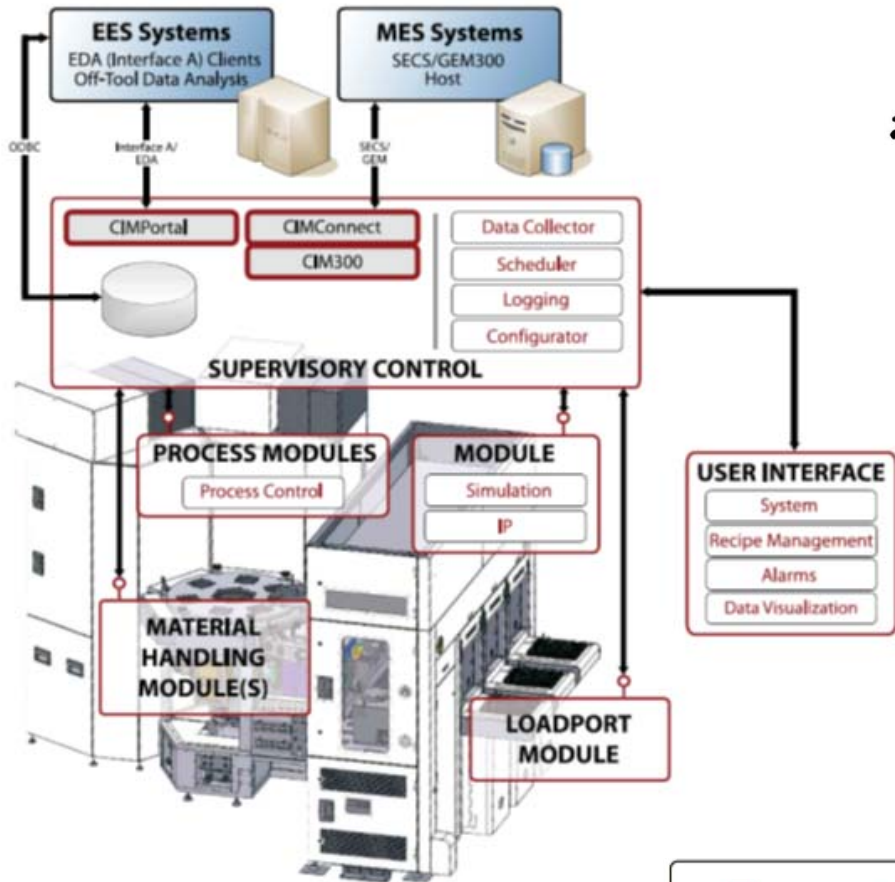 EES Systems
EDA (Interface A) Clients
Off-Tool Data Analysis
MES Systems
SECS/GEM300
Host
ODBC
Interface A/
EDA
SECS/
GEM
CIMPortal
CIMConnect
CIM300
Data Collector
Scheduler
Logging
Configurator
SUPERVISORY CONTROL
PROCESS MODULES
Process Control
MODULE
Simulation
IP
USER INTERFACE
System
Recipe Management
Alarms
Data Visualization
MATERIAL
HANDLING
MODULE(S)
LOADPORT
MODULE